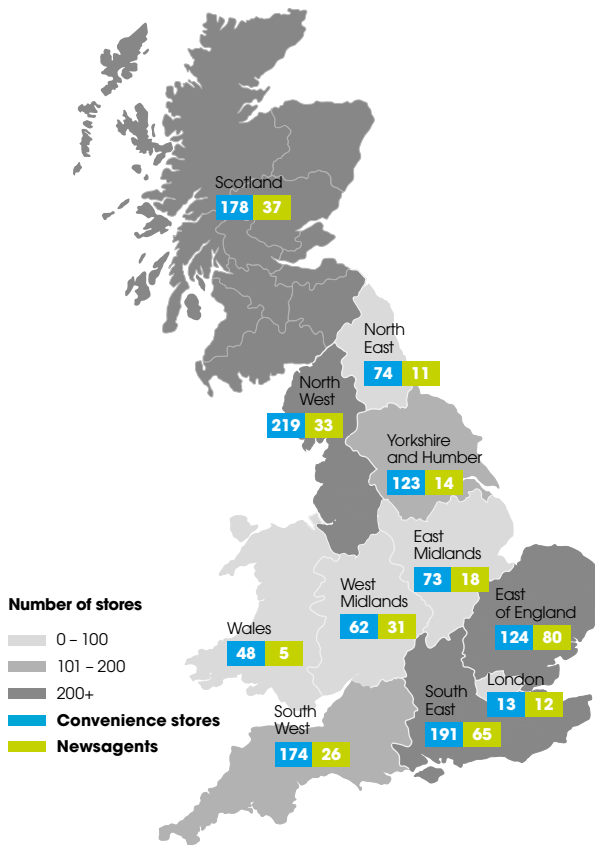 Scotland
178 37
North
East
74 11
North
West
219 33
Yorkshire
and Humber
123 14
East
Midlands
73 18
West
Midlands
62 31
East
of England
124 80
Wales
48 5
London
13 12
South
East
191 65
South
West
174 26
Number of stores
0 – 100
101 – 200
200+
Convenience stores
Newsagents